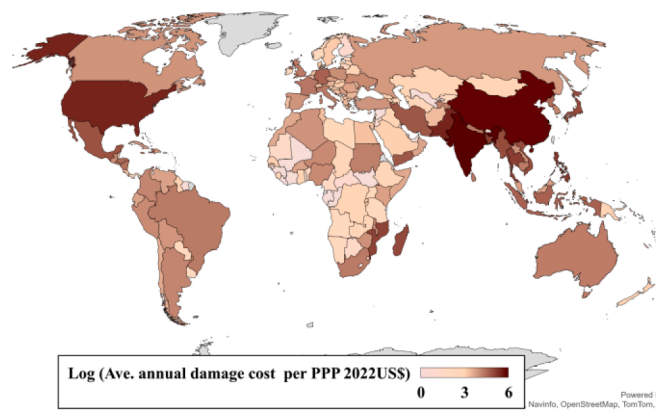 Log (Ave. annual damage cost per PPP 2022US$)
0 3 6
Powered
Navinfo, OpenStreetMap, TomTom,